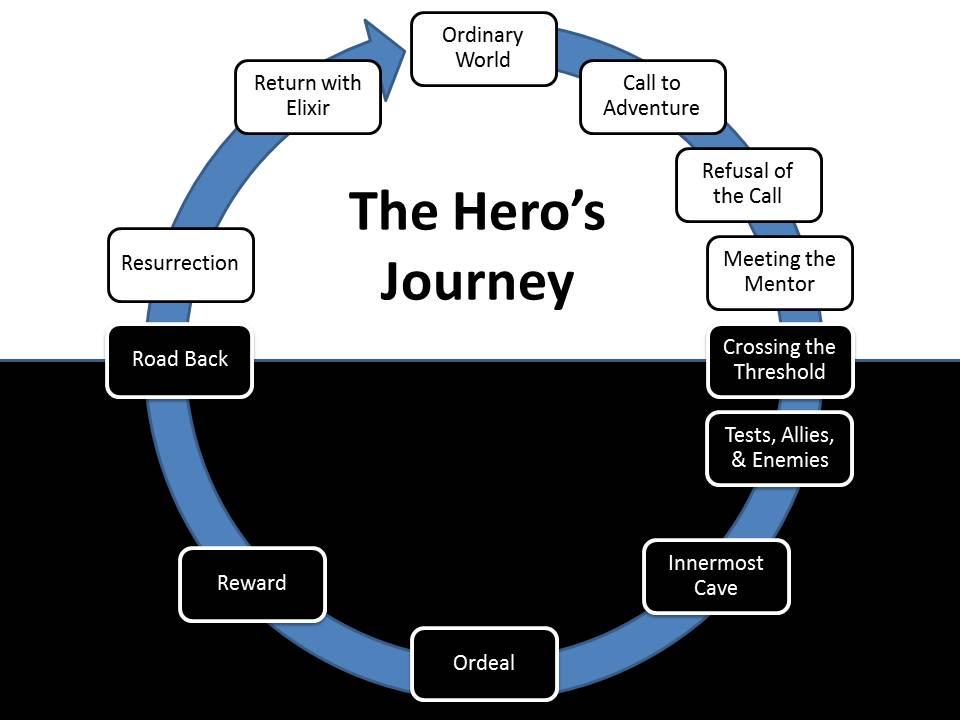 The Hero's
Journey
Ordinary
World
Call to
Adventure
Refusal of
the Call
Meeting the
Mentor
Crossing the
Threshold
Tests, Allies,
& Enemies
Innermost
Cave
Ordeal
Reward
Road Back
Resurrection
Return with
Elixir